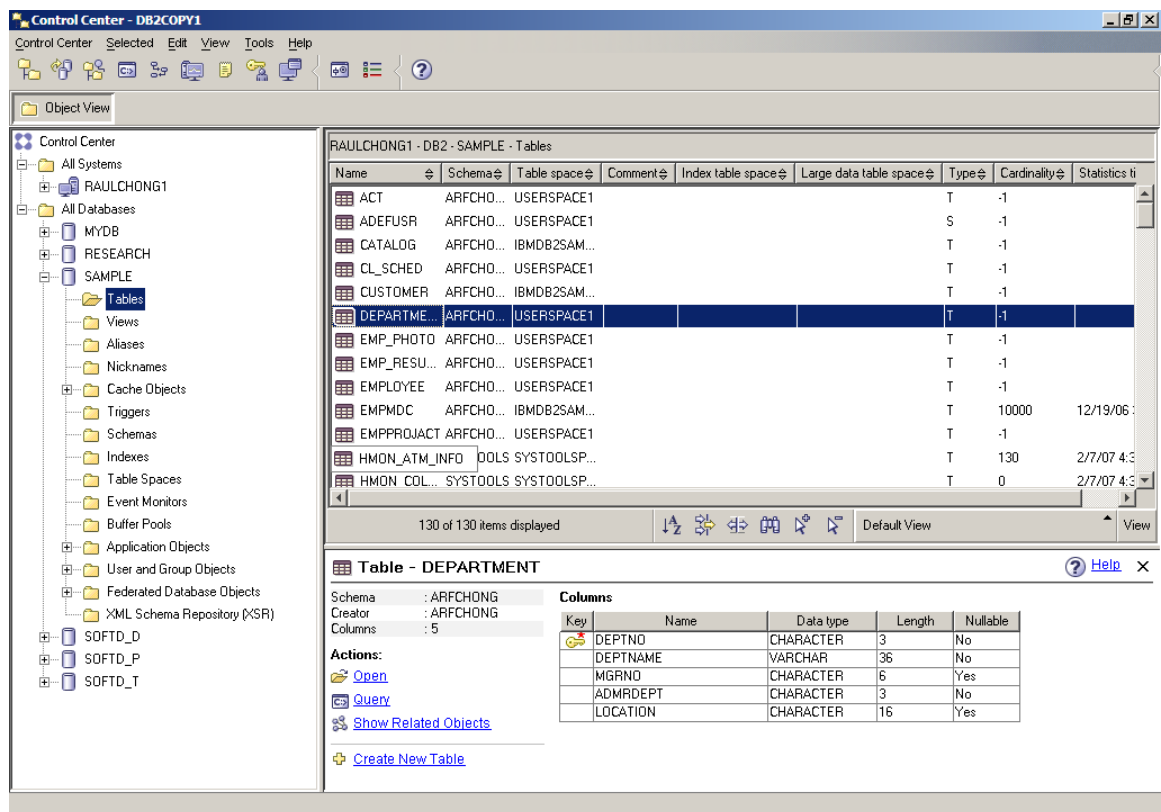 Control Center - DB2COPY1
Control Center Selected Edit View Tools Help
Object View
Control Center
All Systems
RAULCHONG1
All Databases
MYDB
RESEARCH
SAMPLE
Tables
Views
Aliases
Nicknames
Cache Objects
Triggers
Schemas
Indexes
Table Spaces
Event Monitors
Buffer Pools
Application Objects
User and Group Objects
Federated Database Objects
XML Schema Repository (XSR)
SOFTD_D
SOFTD_P
SOFTD_T
RAULCHONG1 - DB2 - SAMPLE - Tables
Name Schema Table space Comment Index table space Large data table space Type Cardinality Statistics ti
ACT ARFCHO... USERSPACE1 T -1
ADEFUSR ARFCHO... USERSPACE1 S -1
CATALOG ARFCHO... IBMDB2SAM... T -1
CL_SCHED ARFCHO... USERSPACE1 T -1
CUSTOMER ARFCHO... IBMDB2SAM... T -1
DEPARTME... ARFCHO... USERSPACE1 T -1
EMP_PHOTO ARFCHO... USERSPACE1 T -1
EMP_RESU... ARFCHO... USERSPACE1 T -1
EMPLOYEE ARFCHO... USERSPACE1 T -1
EMPMDC ARFCHO... IBMDB2SAM... T 10000 12/19/06
EMPPROJACT ARFCHO... USERSPACE1 T -1
HMON_ATM_INFO OOLS SYSTOOLSP... T 130 2/7/07 4:3
HMON_COL... SYSTOOLS SYSTOOLSP... T 0 2/7/07 4:3
130 of 130 items displayed Default View View
Table - DEPARTMENT Help
Schema : ARFCHONG
Creator : ARFCHONG
Columns : 5
Actions:
Open
Query
Show Related Objects
Create New Table
Columns
Key Name Data type Length Nullable
DEPTNO CHARACTER 3 No
DEPTNAME VARCHAR 36 No
MGRNO CHARACTER 6 Yes
ADMRDEPT CHARACTER 3 No
LOCATION CHARACTER 16 Yes